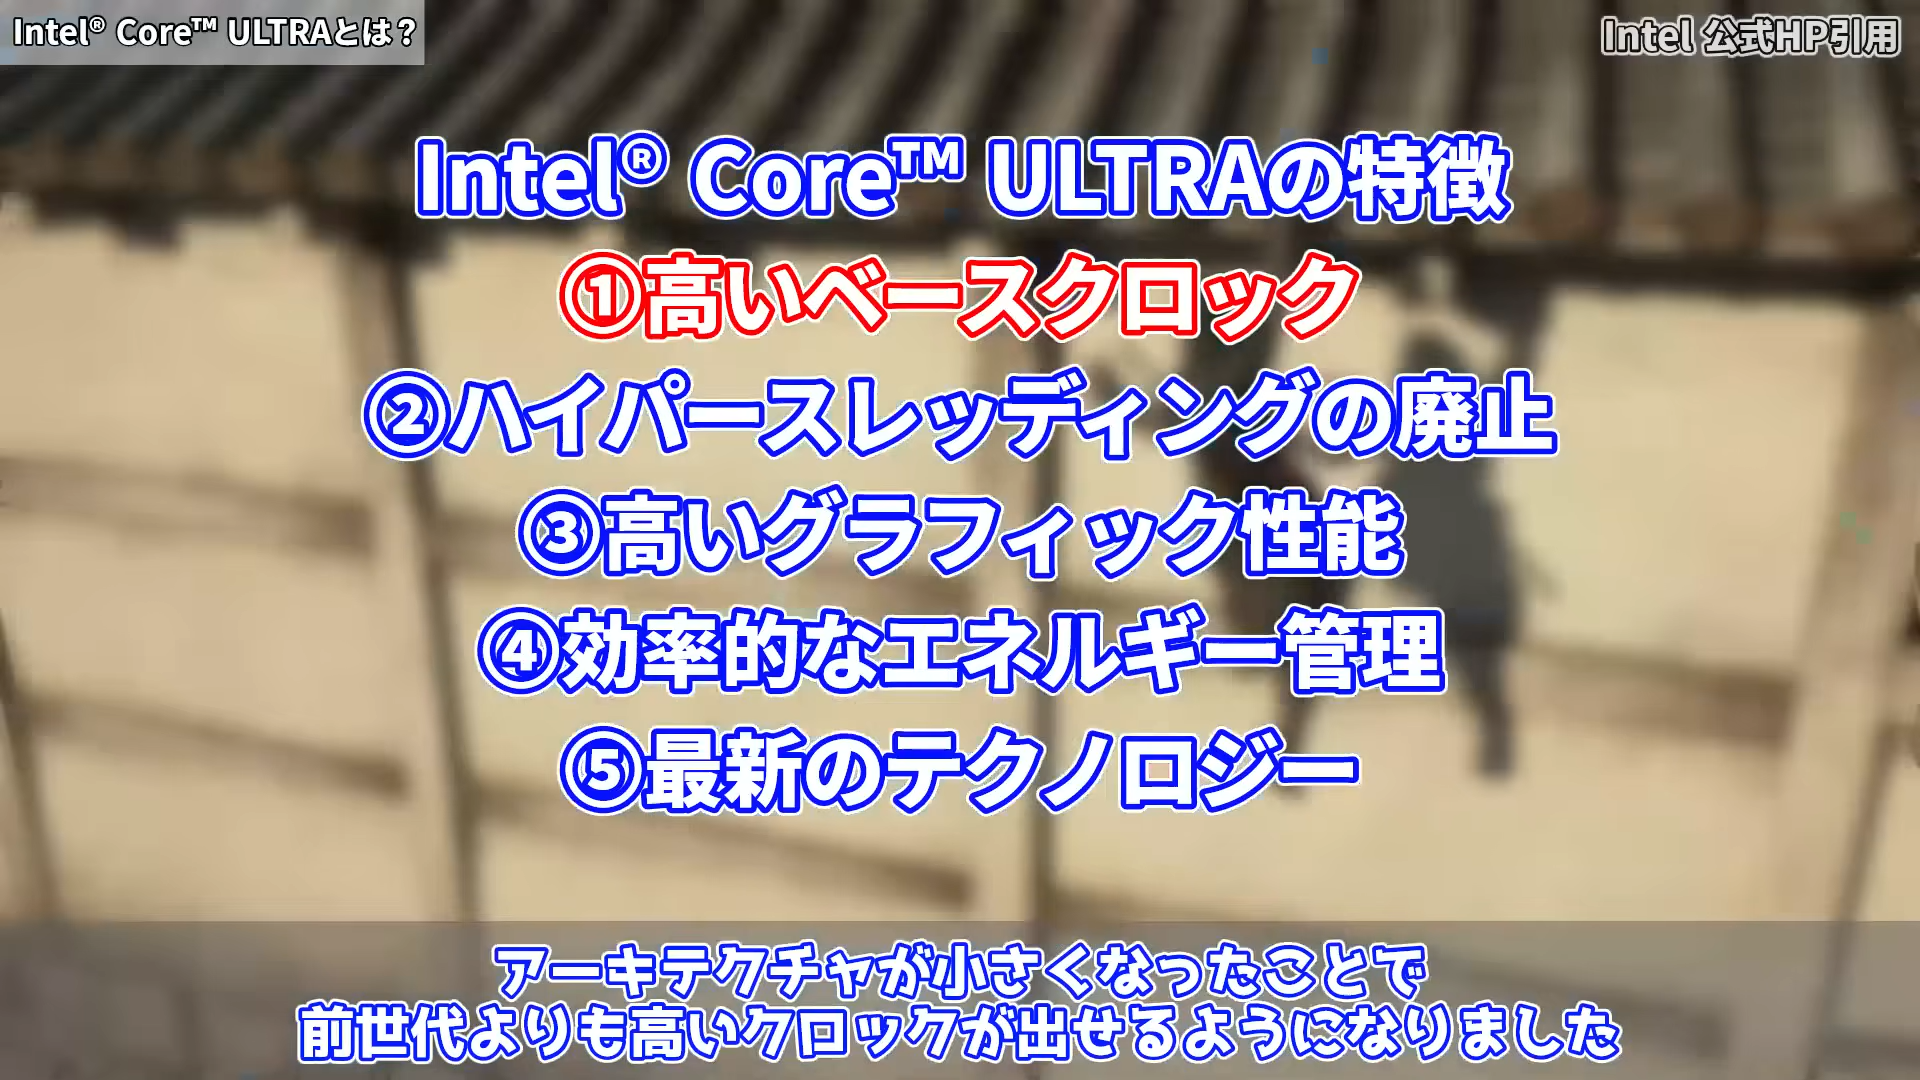 Intel® Core™ ULTRAとは？
Intel 公式HP引用
Intel® Core™ ULTRAの特徴
①高いベースクロック
②ハイパースレッディングの廃止
③高いグラフィック性能
④効率的なエネルギー管理
⑤最新のテクノロジー
アーキテクチャが小さくなったことで
前世代よりも高いクロックが出せるようになりました